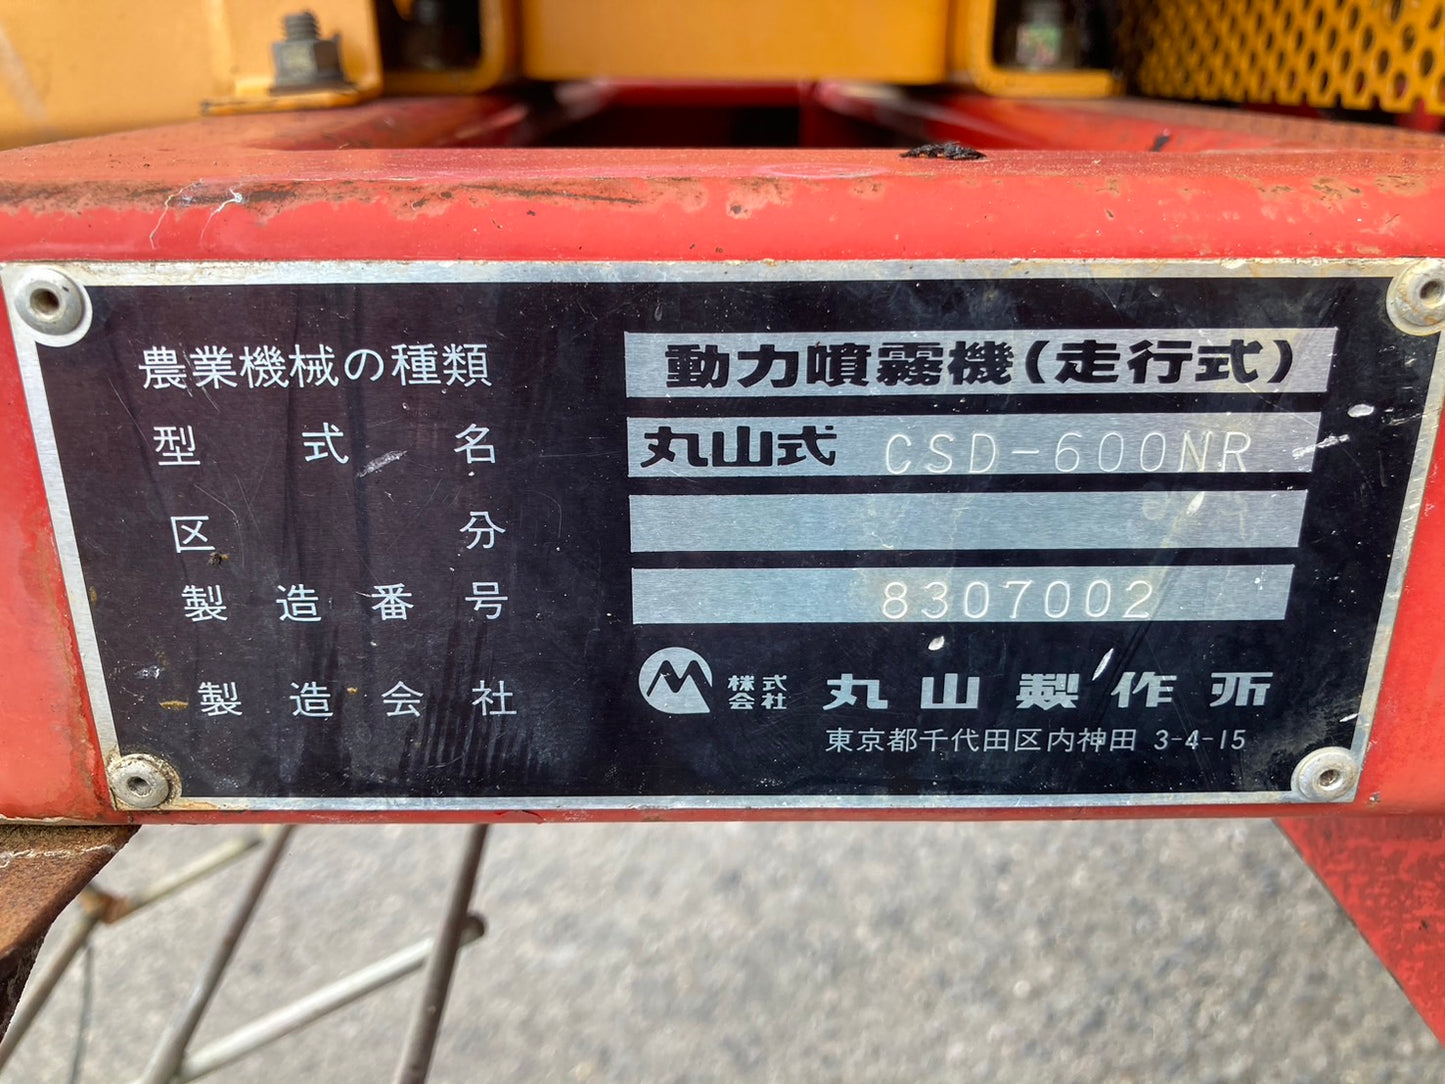 農業機械の種類 動力噴霧機(走行式)
型式名 丸山式 CSD-600NR
区分
製造番号 8307002
製造会社 株式会社 丸山製作所
東京都千代田区内神田 3-4-15